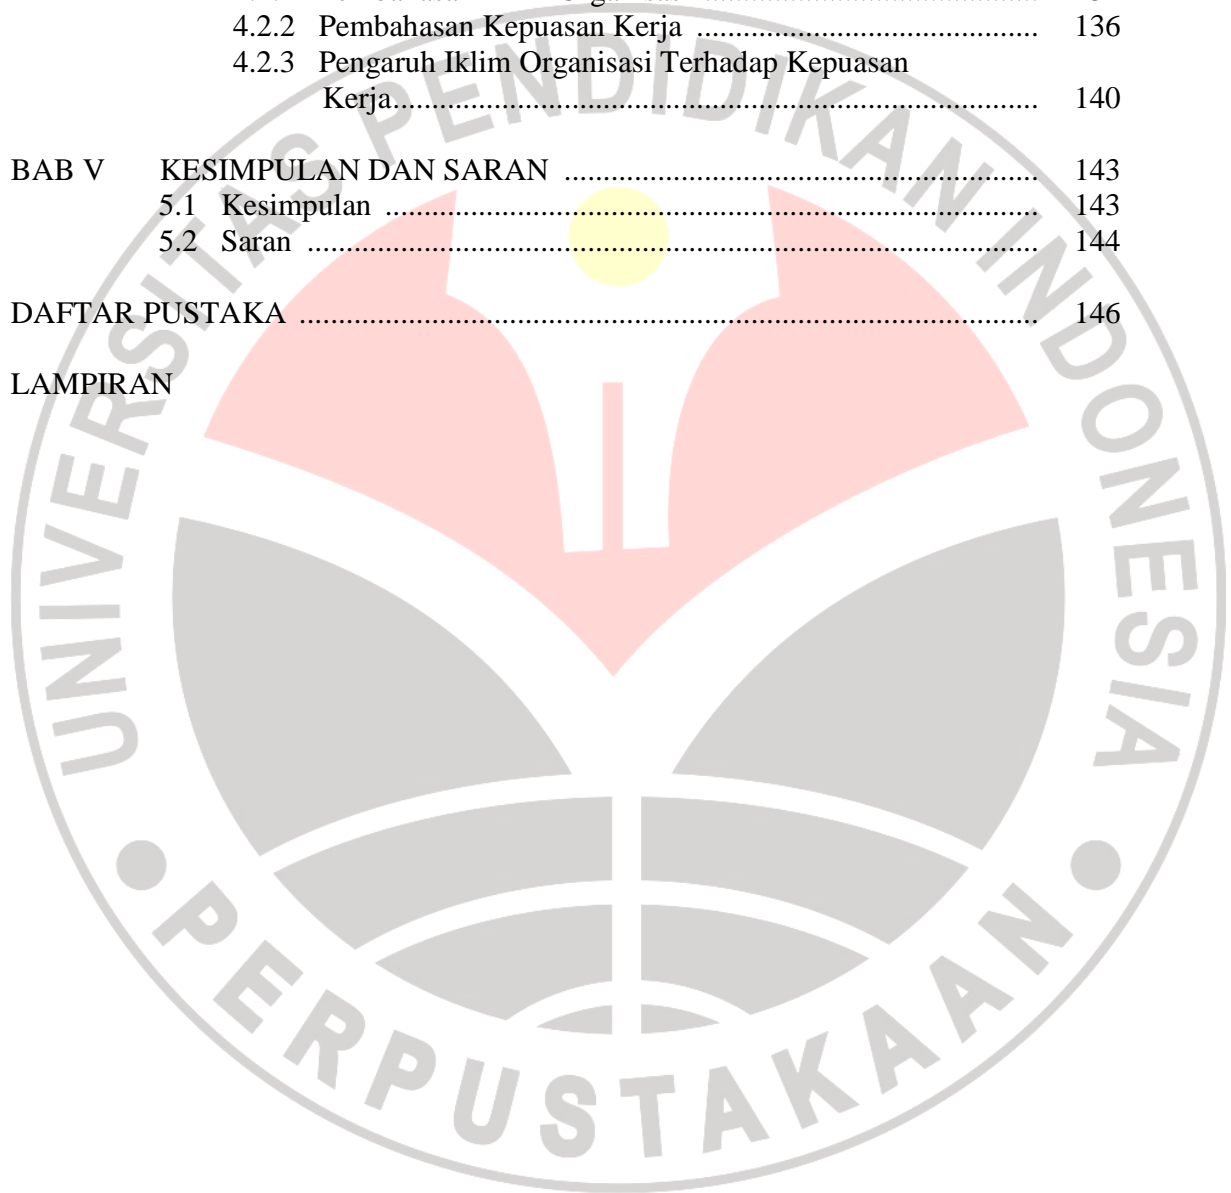 4.2.2 Pembahasan Kepuasan Kerja ............................................ 136
4.2.3 Pengaruh Iklim Organisasi Terhadap Kepuasan
Kerja.................................................................................... 140
BAB V KESIMPULAN DAN SARAN ............................................................. 143
5.1 Kesimpulan .................................................................................... 143
5.2 Saran .............................................................................................. 144
DAFTAR PUSTAKA ................................................................................................ 146
LAMPIRAN
UNIVERSITAS PENDIDIKAN INDONESIA
PERPUSTAKAAN